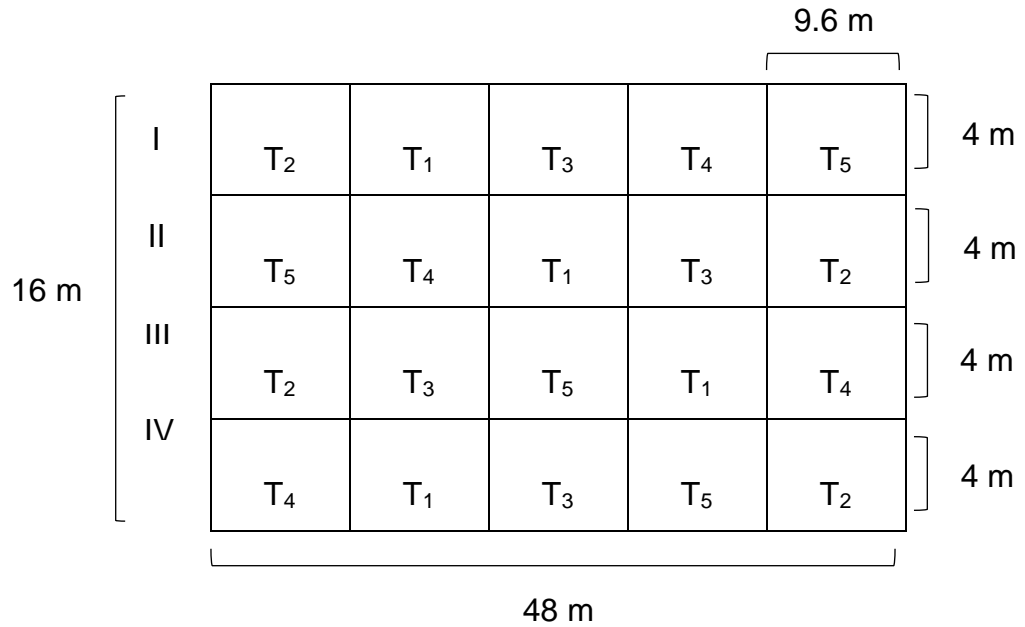 9.6 m
I T₂ T₁ T₃ T₄ T₅ 4 m
II T₅ T₄ T₁ T₃ T₂ 4 m
16 m
III T₂ T₃ T₅ T₁ T₄ 4 m
IV T₄ T₁ T₃ T₅ T₂ 4 m
48 m